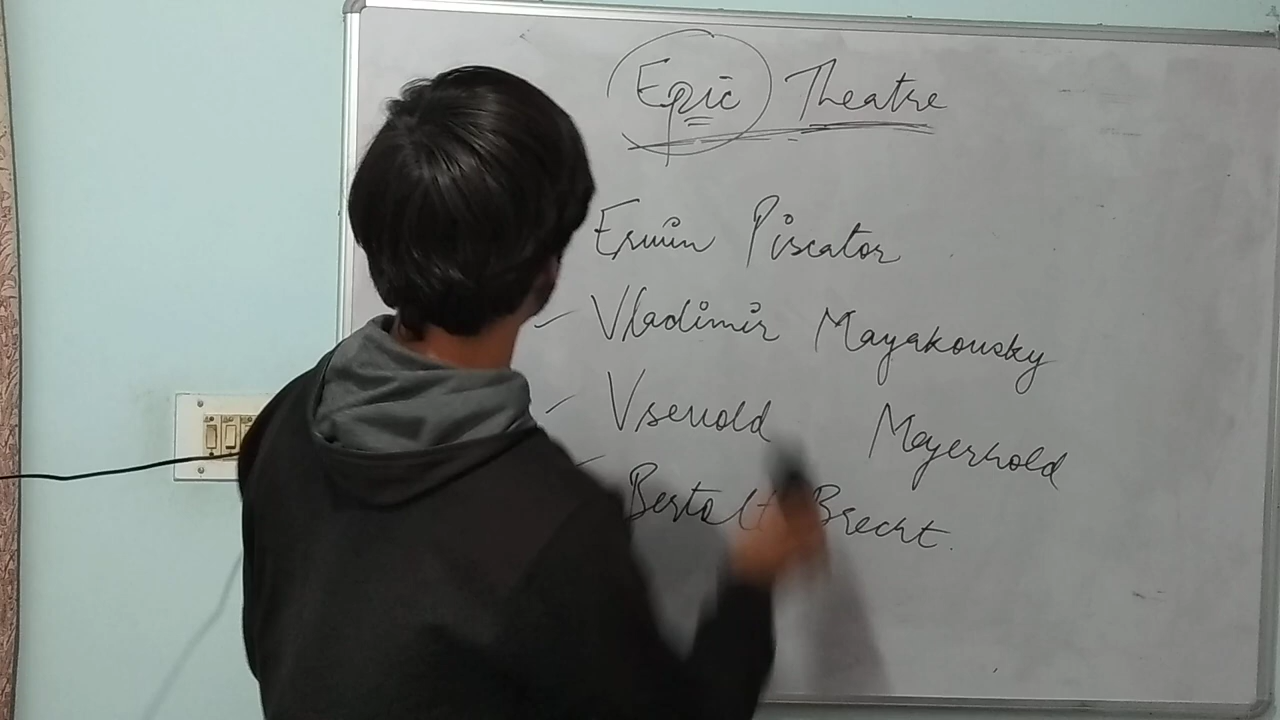 Epic Theatre
Erwin Piscator
Vladimir Mayakovsky
Vsevold Meyerhold
Bertolt Brecht.